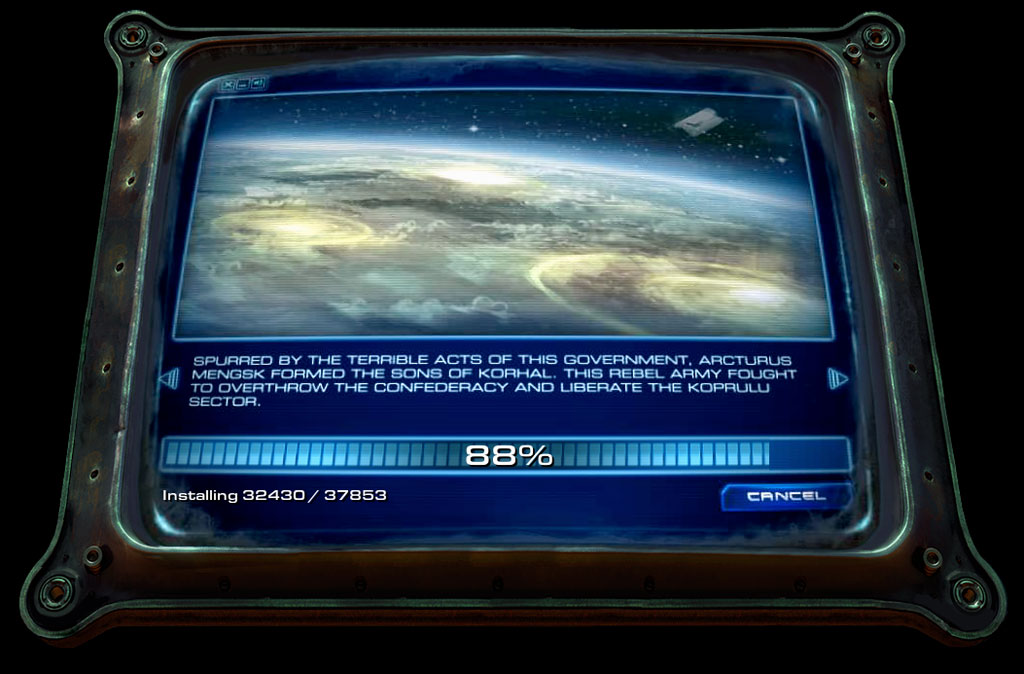 SPURRED BY THE TERRIBLE ACTS OF THIS GOVERNMENT, ARCTURUS
MENGSK FORMED THE SONS OF KORHAL. THIS REBEL ARMY FOUGHT
TO OVERTHROW THE CONFEDERACY AND LIBERATE THE KOPRULU
SECTOR.
88%
Installing 32430 / 37853
CANCEL